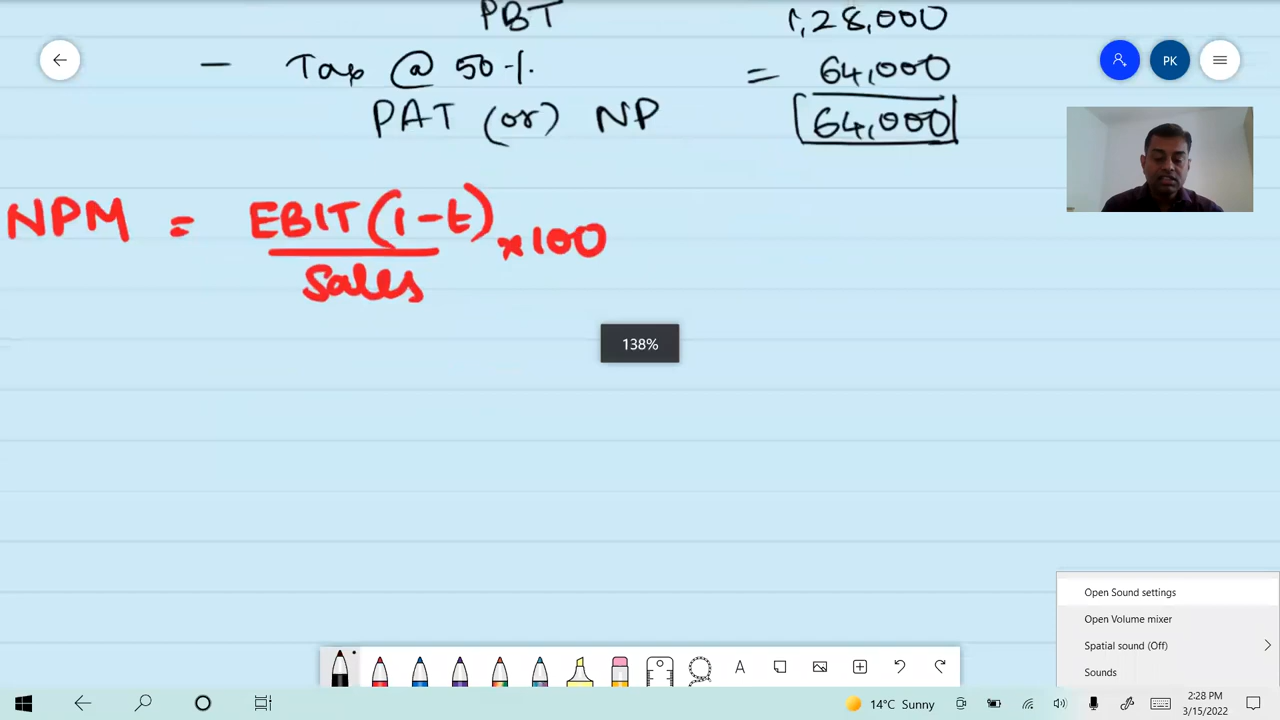 PBT 1,28,000
- Tax @ 50 %. = 64,000
PAT (or) NP 64,000
PK
NPM = EBIT(1-t) x100
Sales
138%
Open Sound settings
Open Volume mixer
Spatial sound (Off)
Sounds
A
14°C Sunny
2:28 PM
3/15/2022